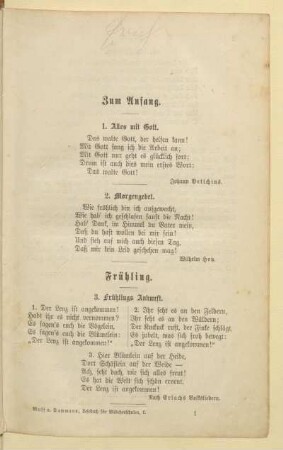 Zum Anfang.
1. Alles mit Gott.
Das walte Gott, der helfen kann!
Mit Gott fang' ich die Arbeit an;
Mit Gott nur geht es glücklich fort;
Drum ist auch dies mein erstes Wort:
Das walte Gott!
Johann Betichius.
2. Morgengebet.
Wie fröhlich bin ich aufgewacht,
Wie hab' ich geschlafen sanft die Nacht!
Hab' Dank, im Himmel du Vater mein,
Daß du hast wollen bei mir sein!
Und sieh auf mich auch diesen Tag,
Daß mir kein Leid geschehen mag!
Wilhelm Hey.
Frühling.
3. Frühlings Ankunft.
1. Der Lenz ist angekommen!
Habt ihr es nicht vernommen?
Es sagen's euch die Vögelein,
Es sagen's euch die Blümelein:
„Der Lenz ist angekommen!“
2. Ihr seht es an den Feldern,
Ihr seht es an den Wäldern;
Der Kuckuck ruft, der Finke schlägt,
Es jubelt, was sich froh bewegt:
„Der Lenz ist angekommen!“
3. Hier Blümlein auf der Heide,
Dort Schäflein auf der Weide —
Ach, seht doch, wie sich alles freut!
Es hat die Welt sich schön erneut.
Der Lenz ist angekommen!
Nach Erlachs Volksliedern.
1